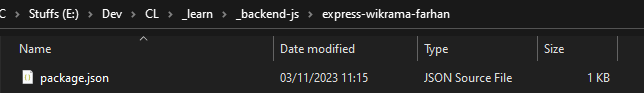 C > Stuffs (E:) > Dev > CL > _learn > _backend-js > express-wikrama-farhan
Name Date modified Type Size
package.json 03/11/2023 11:15 JSON Source File 1 KB